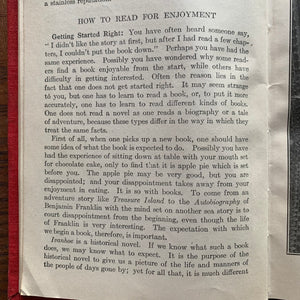 a stainless reputation
HOW TO READ FOR ENJOYMENT
Getting Started Right: You have often heard someone say,
" I didn't like the story at first, but after I had read a few chap-
ters, I couldn't put the book down." Perhaps you have had the
same experience. Possibly you have wondered why some read-
ers find a book enjoyable from the start, while others have
difficulty in getting interested. Often the reason lies in the
fact that one does not get started right. It may seem strange
to you, but one has to learn to read a book, or, to put it more
accurately, one has to learn to read different kinds of books.
One does not read a novel as one reads a biography or a tale
of adventure, because these types differ in the way in which they
treat the same facts.
First of all, when one picks up a new book, one should have
some idea of what the book is expected to do. Possibly you have
had the experience of sitting down at table with your mouth set
for chocolate cake, only to find that it is apple pie which is set
before you. The apple pie may be very good, but you are
disappointed; and your disappointment takes away from your
enjoyment in eating. It is so with books. To come from an
adventure story like Treasure Island to the Autobiography of
Benjamin Franklin with the mind set on another sea story is to
court disappointment from the beginning, even though the life
of Franklin is very interesting. The expectation with which
we begin a book, therefore, is important.
Ivanhoe is a historical novel. If we know what such a book
does, we may know what to expect. It is the purpose of the
historical novel to give us a picture of the life and manners of
the people of days gone by; yet for all that, it is much different